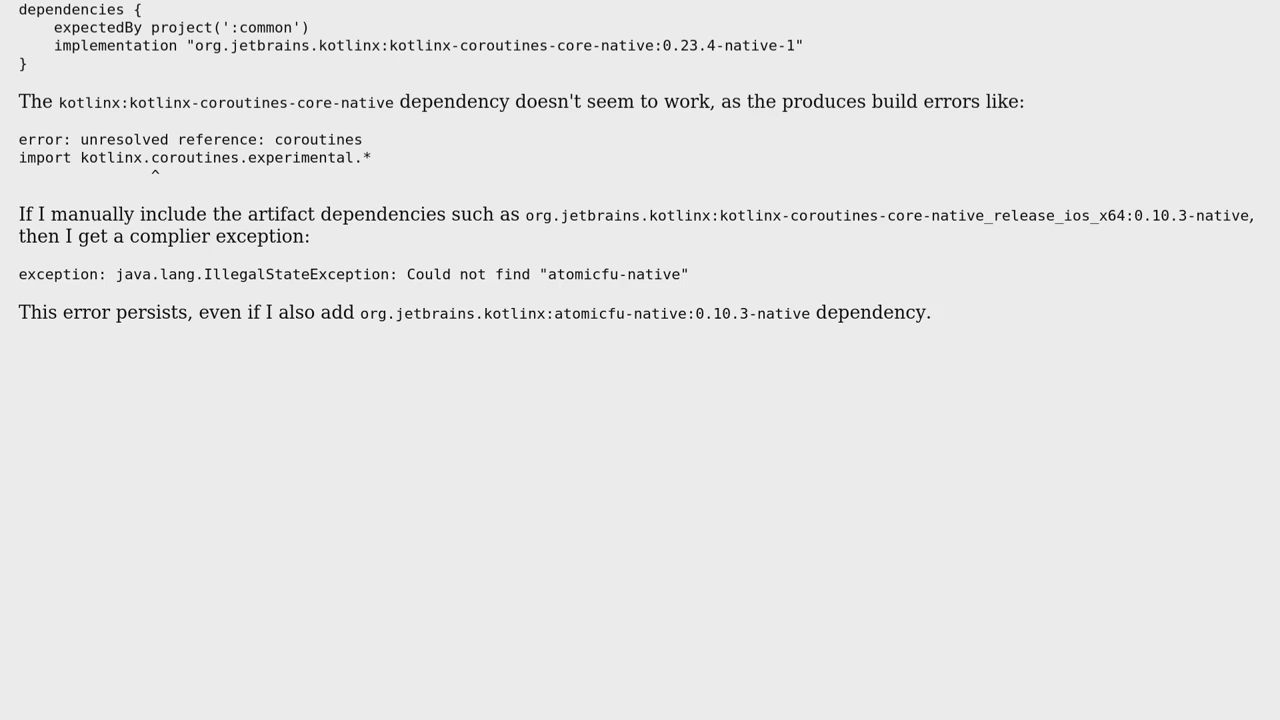 dependencies {
    expectedBy project(':common')
    implementation "org.jetbrains.kotlinx:kotlinx-coroutines-core-native:0.23.4-native-1"
}
The kotlinx:kotlinx-coroutines-core-native dependency doesn't seem to work, as the produces build errors like:
error: unresolved reference: coroutines
import kotlinx.coroutines.experimental.*
               ^
If I manually include the artifact dependencies such as org.jetbrains.kotlinx:kotlinx-coroutines-core-native_release_ios_x64:0.10.3-native,
then I get a complier exception:
exception: java.lang.IllegalStateException: Could not find "atomicfu-native"
This error persists, even if I also add org.jetbrains.kotlinx:atomicfu-native:0.10.3-native dependency.